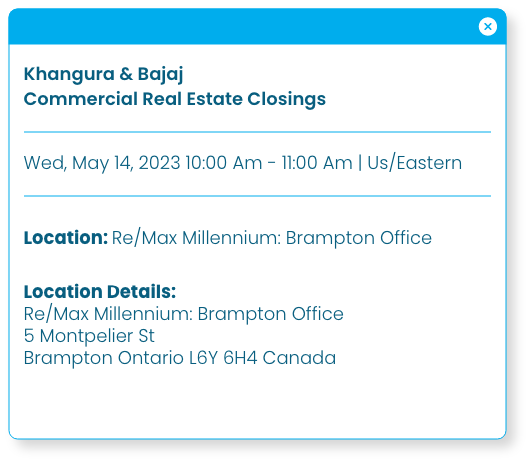 Khangura & Bajaj
Commercial Real Estate Closings
Wed, May 14, 2023 10:00 Am - 11:00 Am | Us/Eastern
Location: Re/Max Millennium: Brampton Office
Location Details:
Re/Max Millennium: Brampton Office
5 Montpelier St
Brampton Ontario L6Y 6H4 Canada